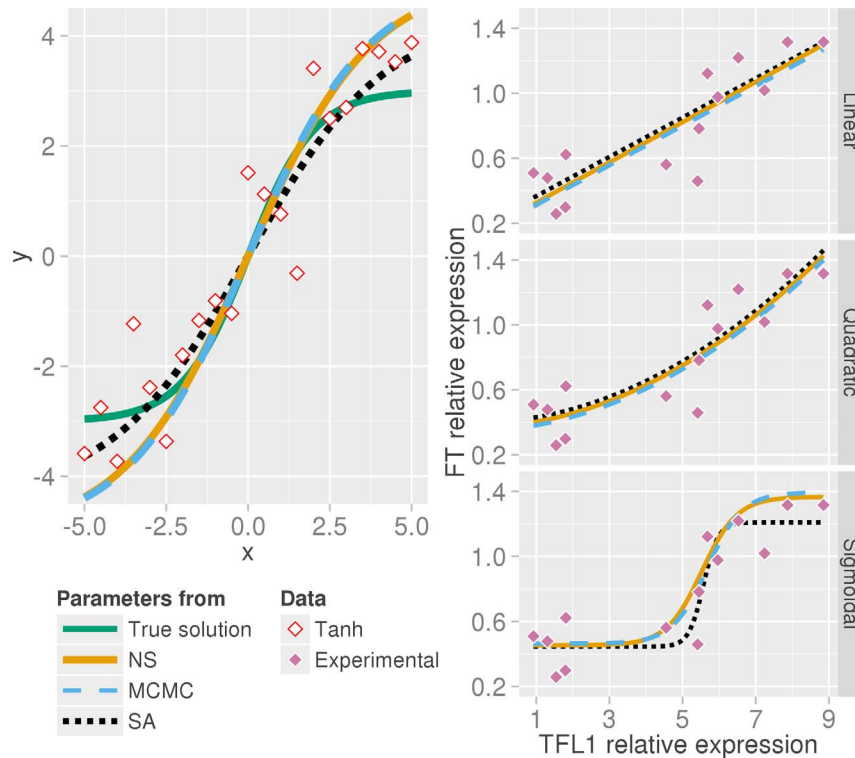 4
2
0
-2
-4
y
-5.0 -2.5 0.0 2.5 5.0
x
Parameters from
True solution
NS
MCMC
SA
Data
Tanh
Experimental
FT relative expression
1.4
1.0
0.6
0.2
Linear
1.4
1.0
0.6
0.2
Quadratic
1.4
1.0
0.6
0.2
Sigmoidal
1 3 5 7 9
TFL1 relative expression